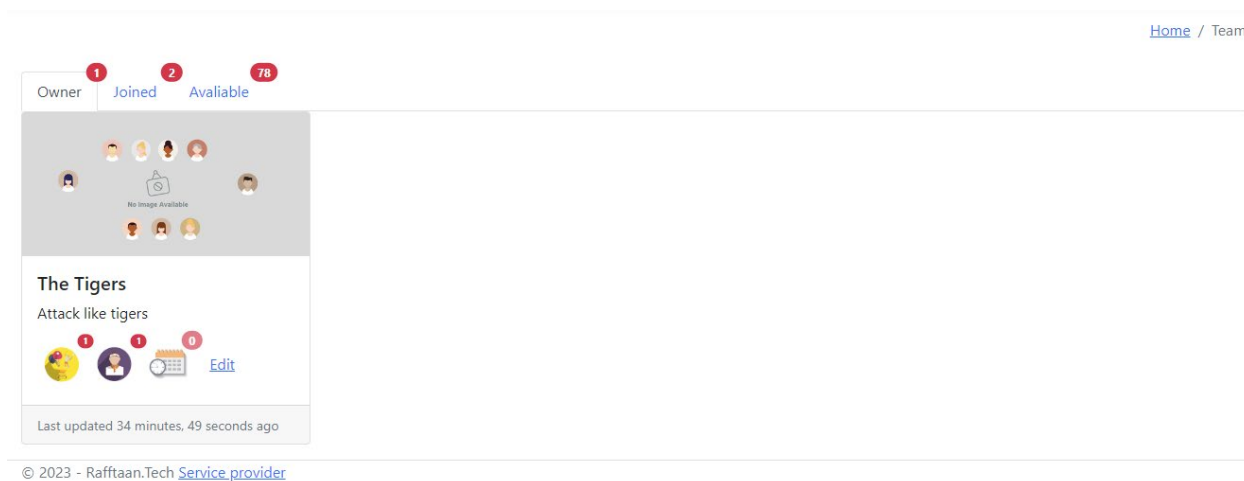 Home / Team
1 2 78
Owner Joined Avaliable
No Image Available
The Tigers
Attack like tigers
1 1 0
Edit
Last updated 34 minutes, 49 seconds ago
© 2023 - Rafftaan.Tech Service provider